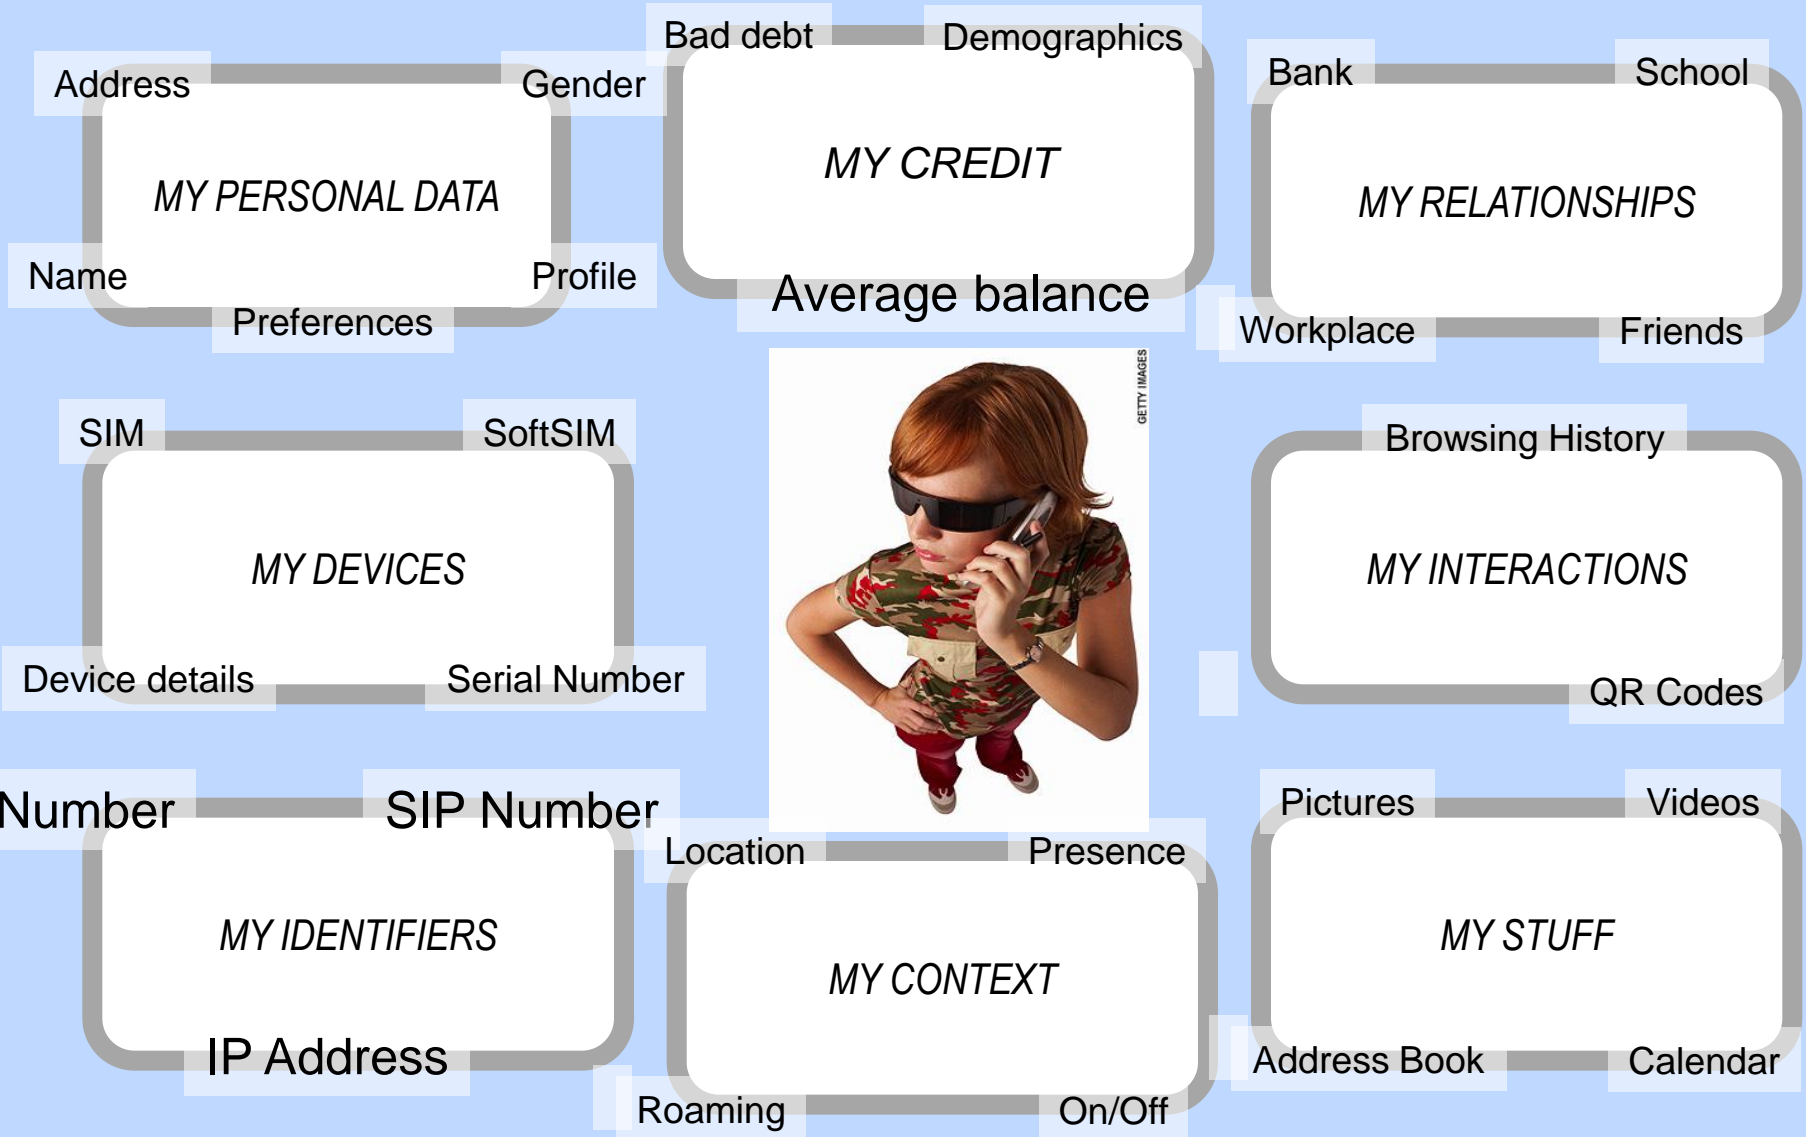 Bad debt
Demographics
Address
Gender
Bank
School
MY CREDIT
MY PERSONAL DATA
MY RELATIONSHIPS
Name
Profile
Average balance
Preferences
Workplace
Friends
GETTY IMAGES
SIM
SoftSIM
Browsing History
MY DEVICES
MY INTERACTIONS
Device details
Serial Number
QR Codes
Number
SIP Number
Pictures
Videos
Location
Presence
MY IDENTIFIERS
MY STUFF
MY CONTEXT
IP Address
Address Book
Calendar
Roaming
On/Off